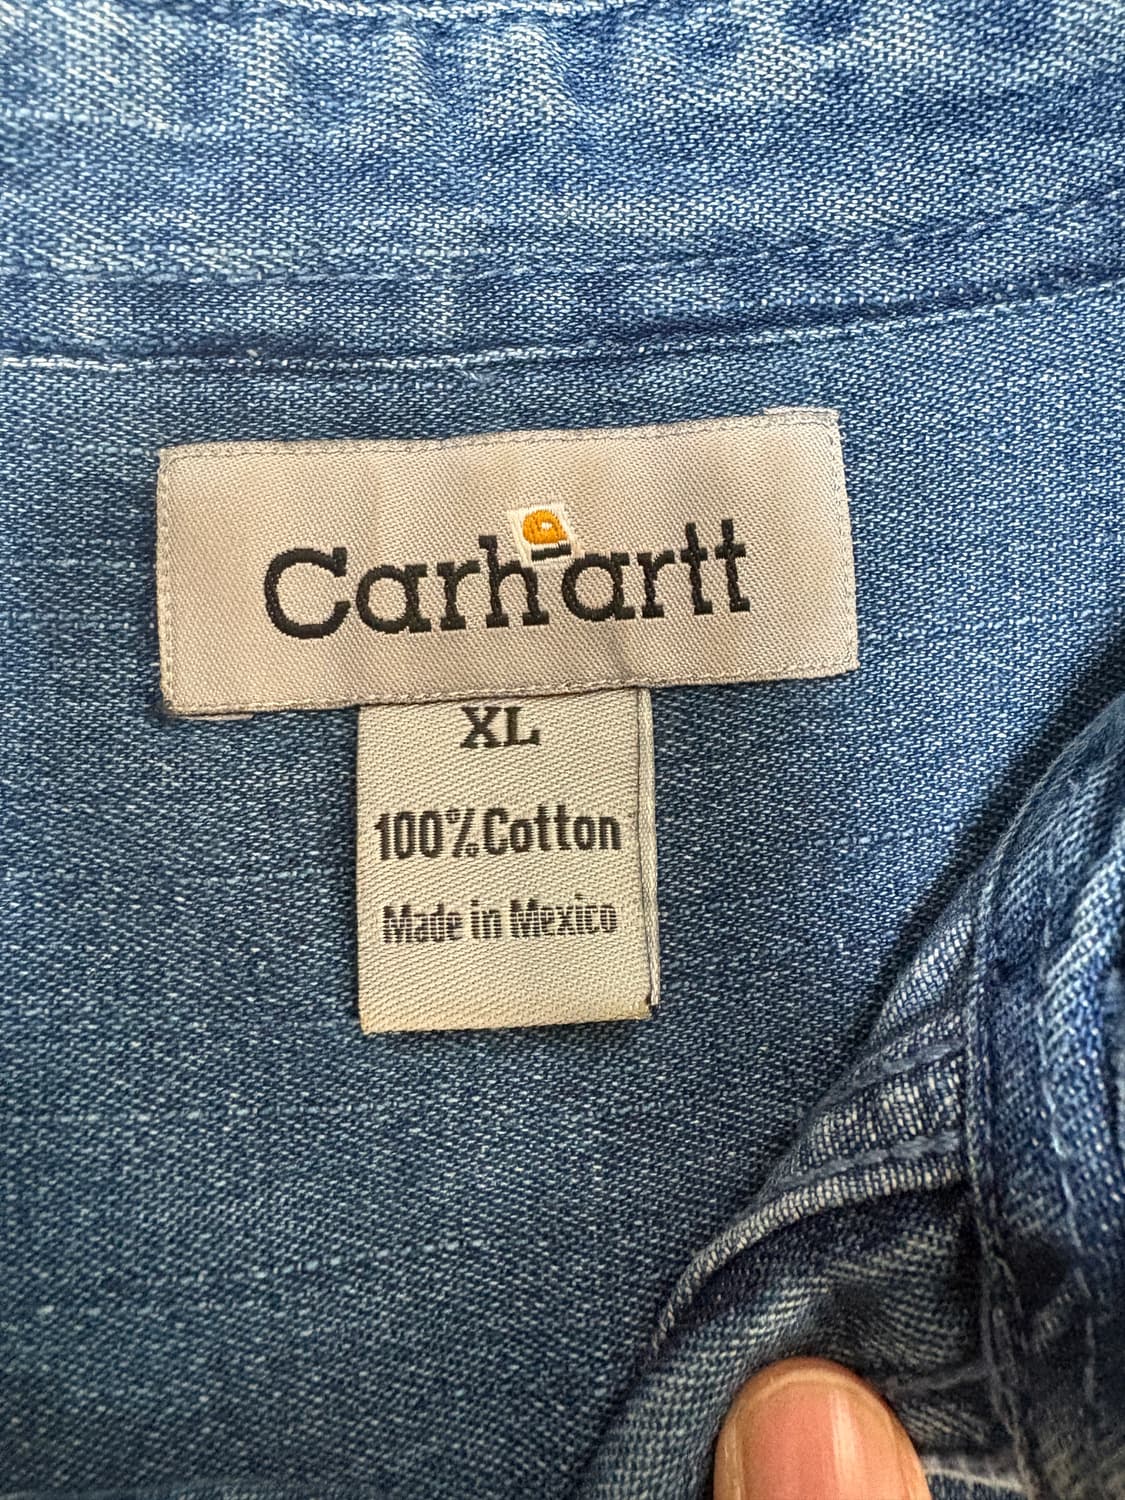 Carhartt
XL
100% Cotton
Made in Mexico